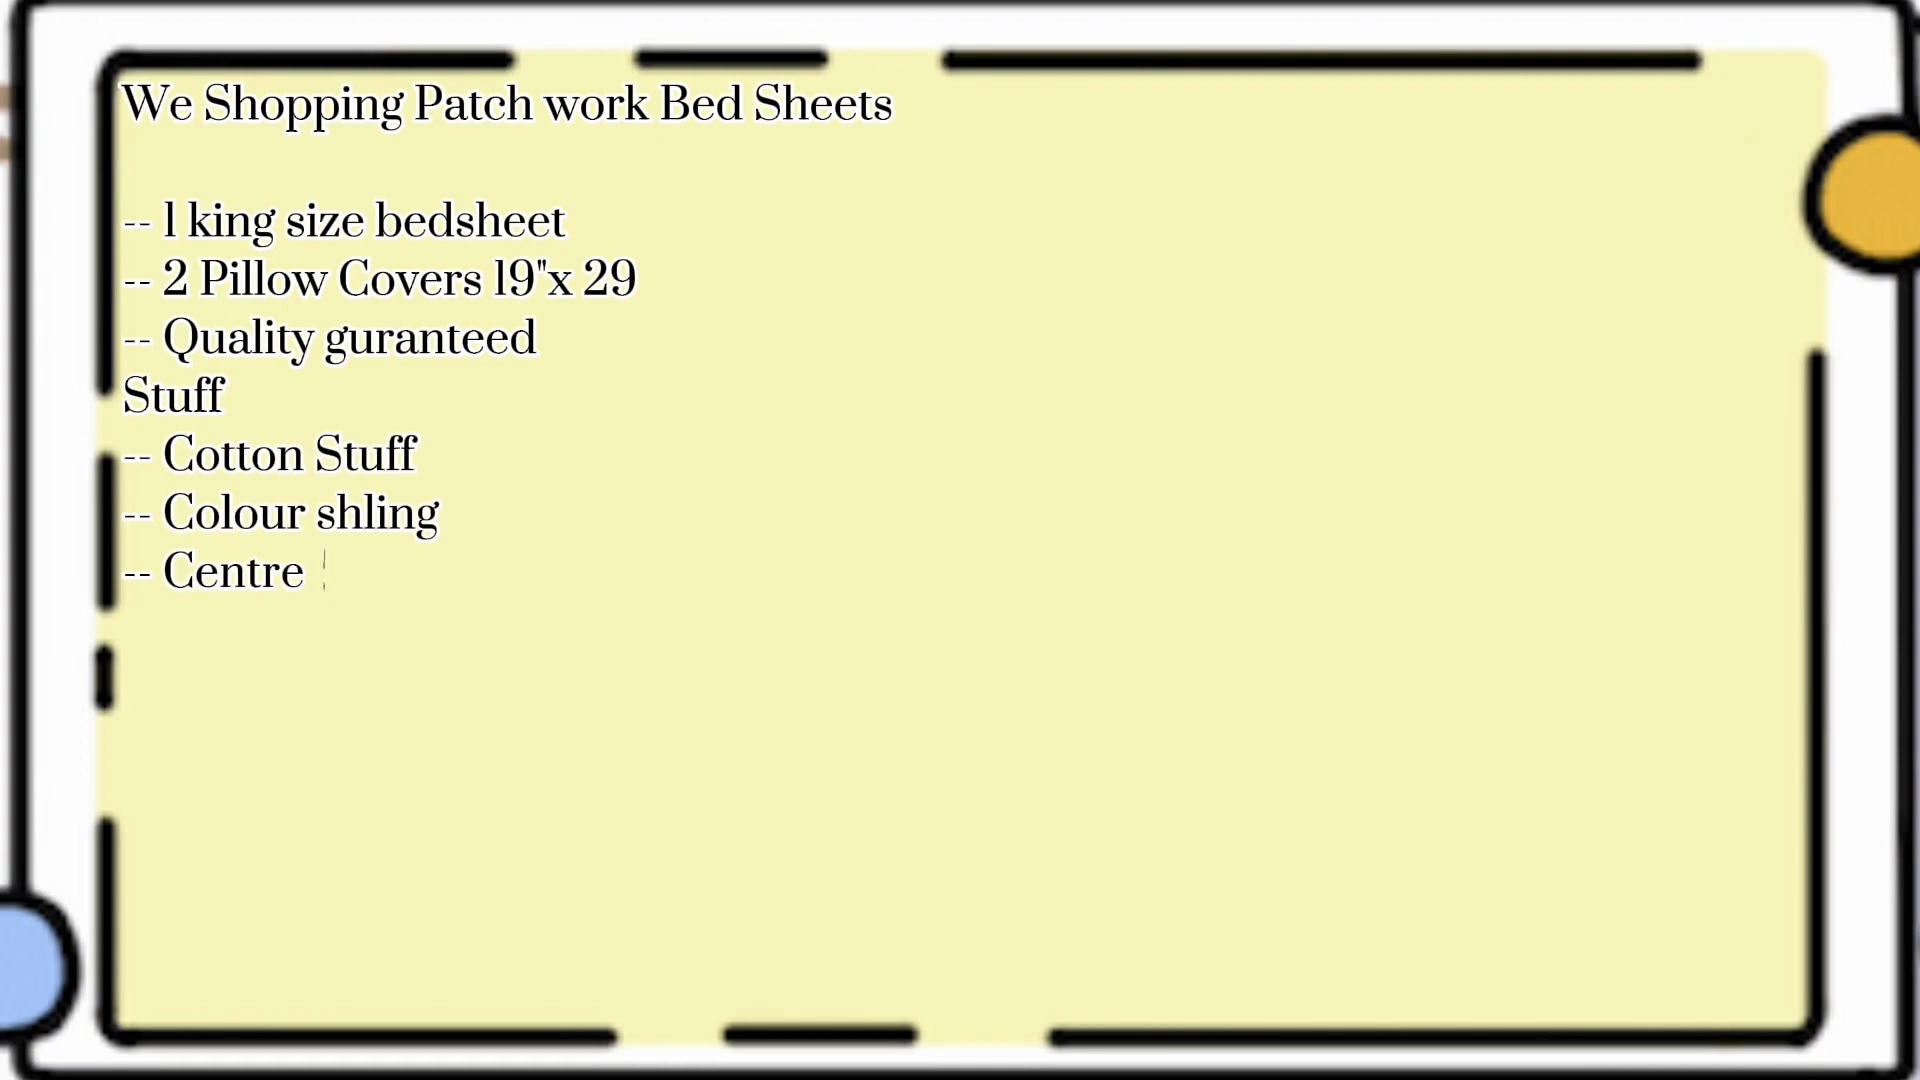 We Shopping Patch work Bed Sheets
-- 1 king size bedsheet
-- 2 Pillow Covers 19"x 29
-- Quality guranteed
Stuff
-- Cotton Stuff
-- Colour shling
-- Centre